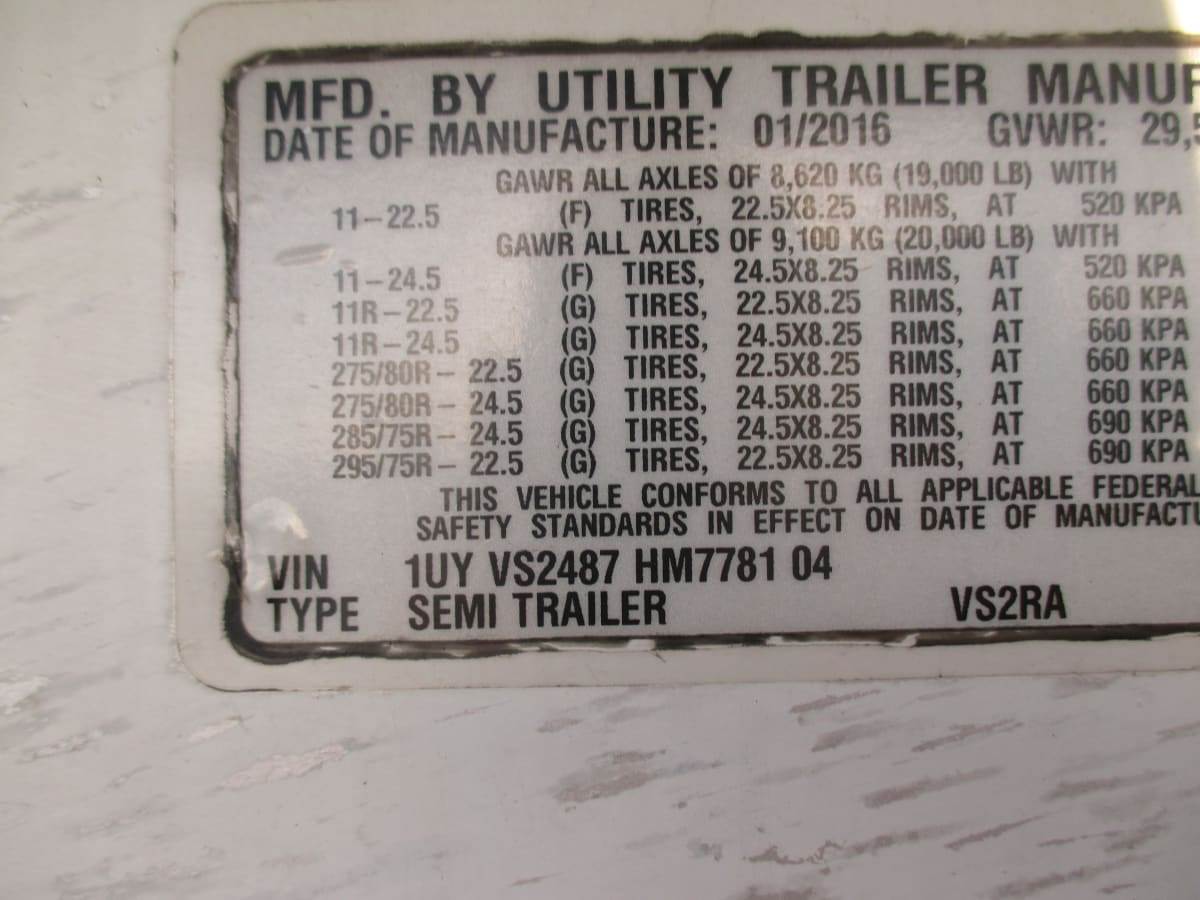 MFD. BY UTILITY TRAILER MANUF
DATE OF MANUFACTURE: 01/2016 GVWR: 29,5
GAWR ALL AXLES OF 8,620 KG (19,000 LB) WITH
11-22.5 (F) TIRES, 22.5X8.25 RIMS, AT 520 KPA
GAWR ALL AXLES OF 9,100 KG (20,000 LB) WITH
11-24.5 (F) TIRES, 24.5X8.25 RIMS, AT 520 KPA
11R-22.5 (G) TIRES, 22.5X8.25 RIMS, AT 660 KPA
11R-24.5 (G) TIRES, 24.5X8.25 RIMS, AT 660 KPA
275/80R- 22.5 (G) TIRES, 22.5X8.25 RIMS, AT 660 KPA
275/80R- 24.5 (G) TIRES, 24.5X8.25 RIMS, AT 660 KPA
285/75R- 24.5 (G) TIRES, 24.5X8.25 RIMS, AT 690 KPA
295/75R- 22.5 (G) TIRES, 22.5X8.25 RIMS, AT 690 KPA
THIS VEHICLE CONFORMS TO ALL APPLICABLE FEDERAL
SAFETY STANDARDS IN EFFECT ON DATE OF MANUFACTU
VIN 1UY VS2487 HM7781 04
TYPE SEMI TRAILER VS2RA